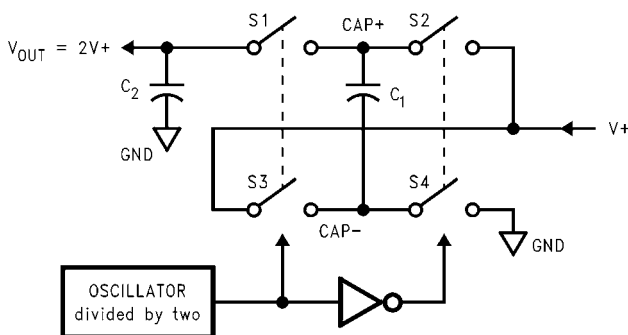 S1
S2
CAP+
V_OUT = 2V+
C_2
C_1
GND
V+
S3
S4
CAP-
GND
OSCILLATOR
divided by two